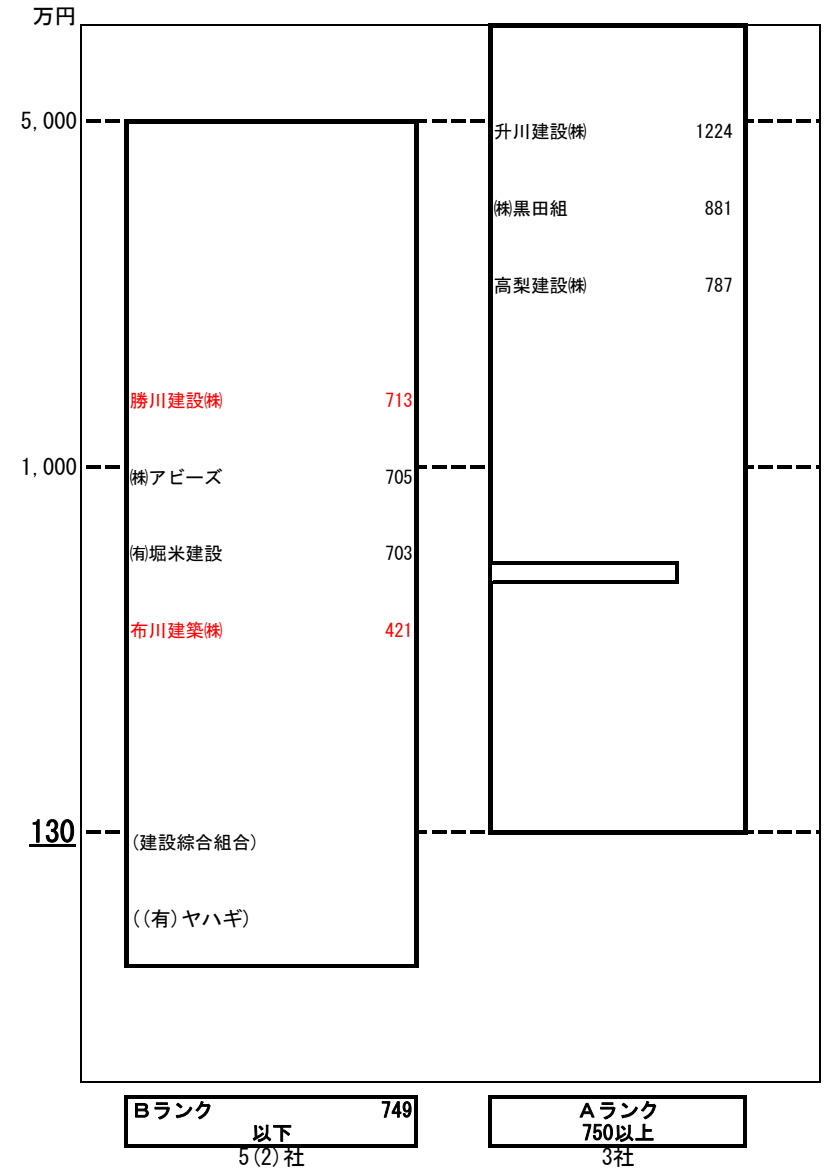 万円
5,000
升川建設㈱ 1224
㈱黒田組 881
高梨建設㈱ 787
勝川建設㈱ 713
1,000
㈱アビーズ 705
㈲堀米建設 703
布川建築㈱ 421
130
(建設綜合組合)
((有)ヤハギ)
Bランク 749
以下
5(2)社
Aランク
750以上
3社